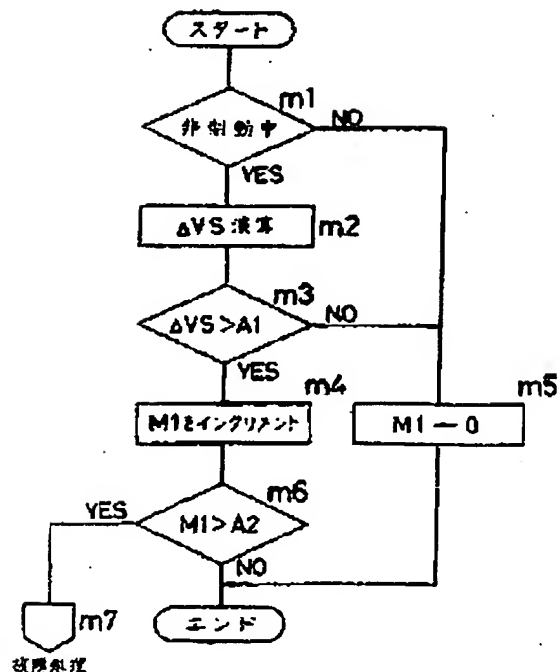 スタート
m1
非制動中
NO
YES
ΔVS演算
m2
m3
ΔVS>A1
NO
YES
m4
m5
M1をインクリメント
M1←0
m6
YES
M1>A2
NO
m7
エンド
故障処理